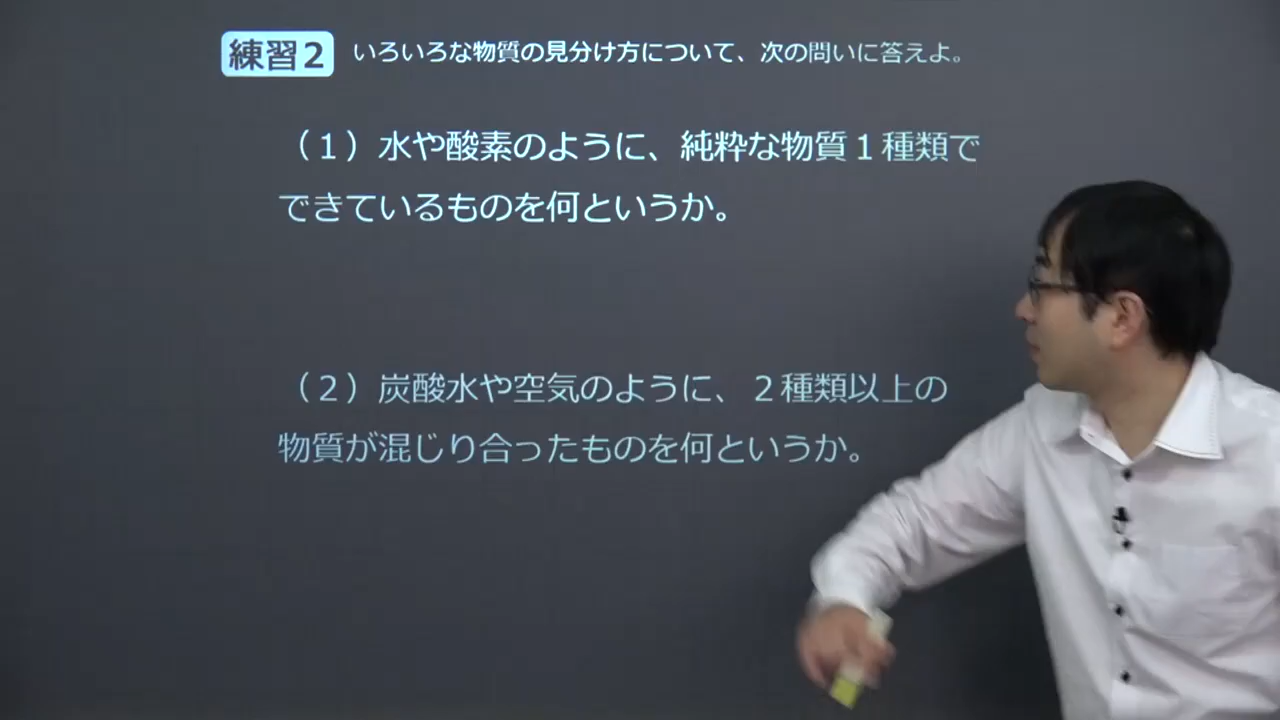 練習２ いろいろな物質の見分け方について、次の問いに答えよ。
（１）水や酸素のように、純粋な物質１種類で
できているものを何というか。
（２）炭酸水や空気のように、２種類以上の
物質が混じり合ったものを何というか。